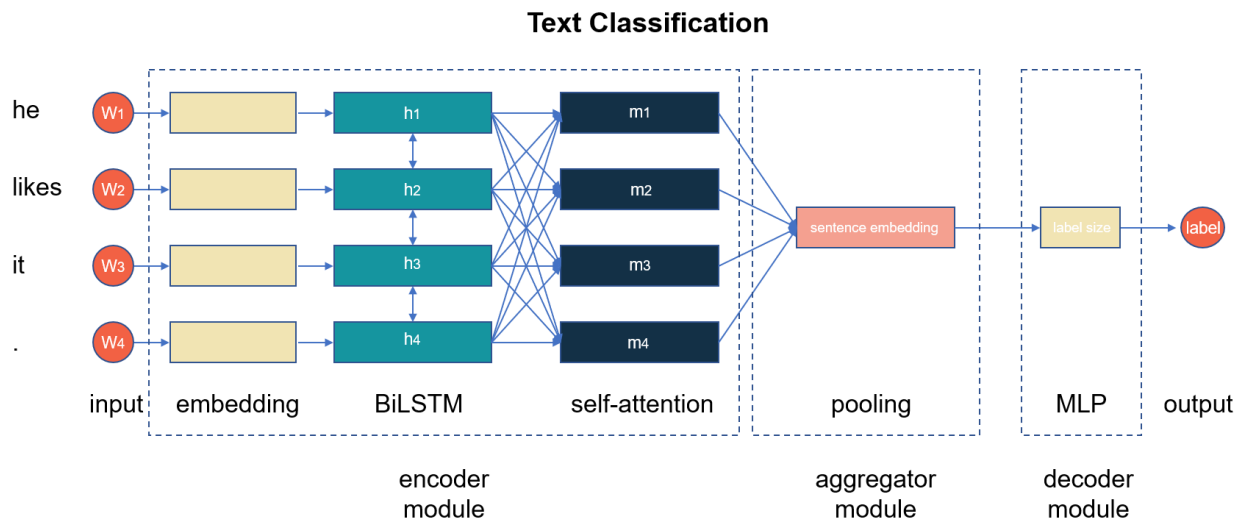 Text Classification
he
W1
h1
m1
likes
W2
h2
m2
sentence embedding
label size
label
it
W3
h3
m3
.
W4
h4
m4
input
embedding
BiLSTM
self-attention
pooling
MLP
output
encoder
module
aggregator
module
decoder
module